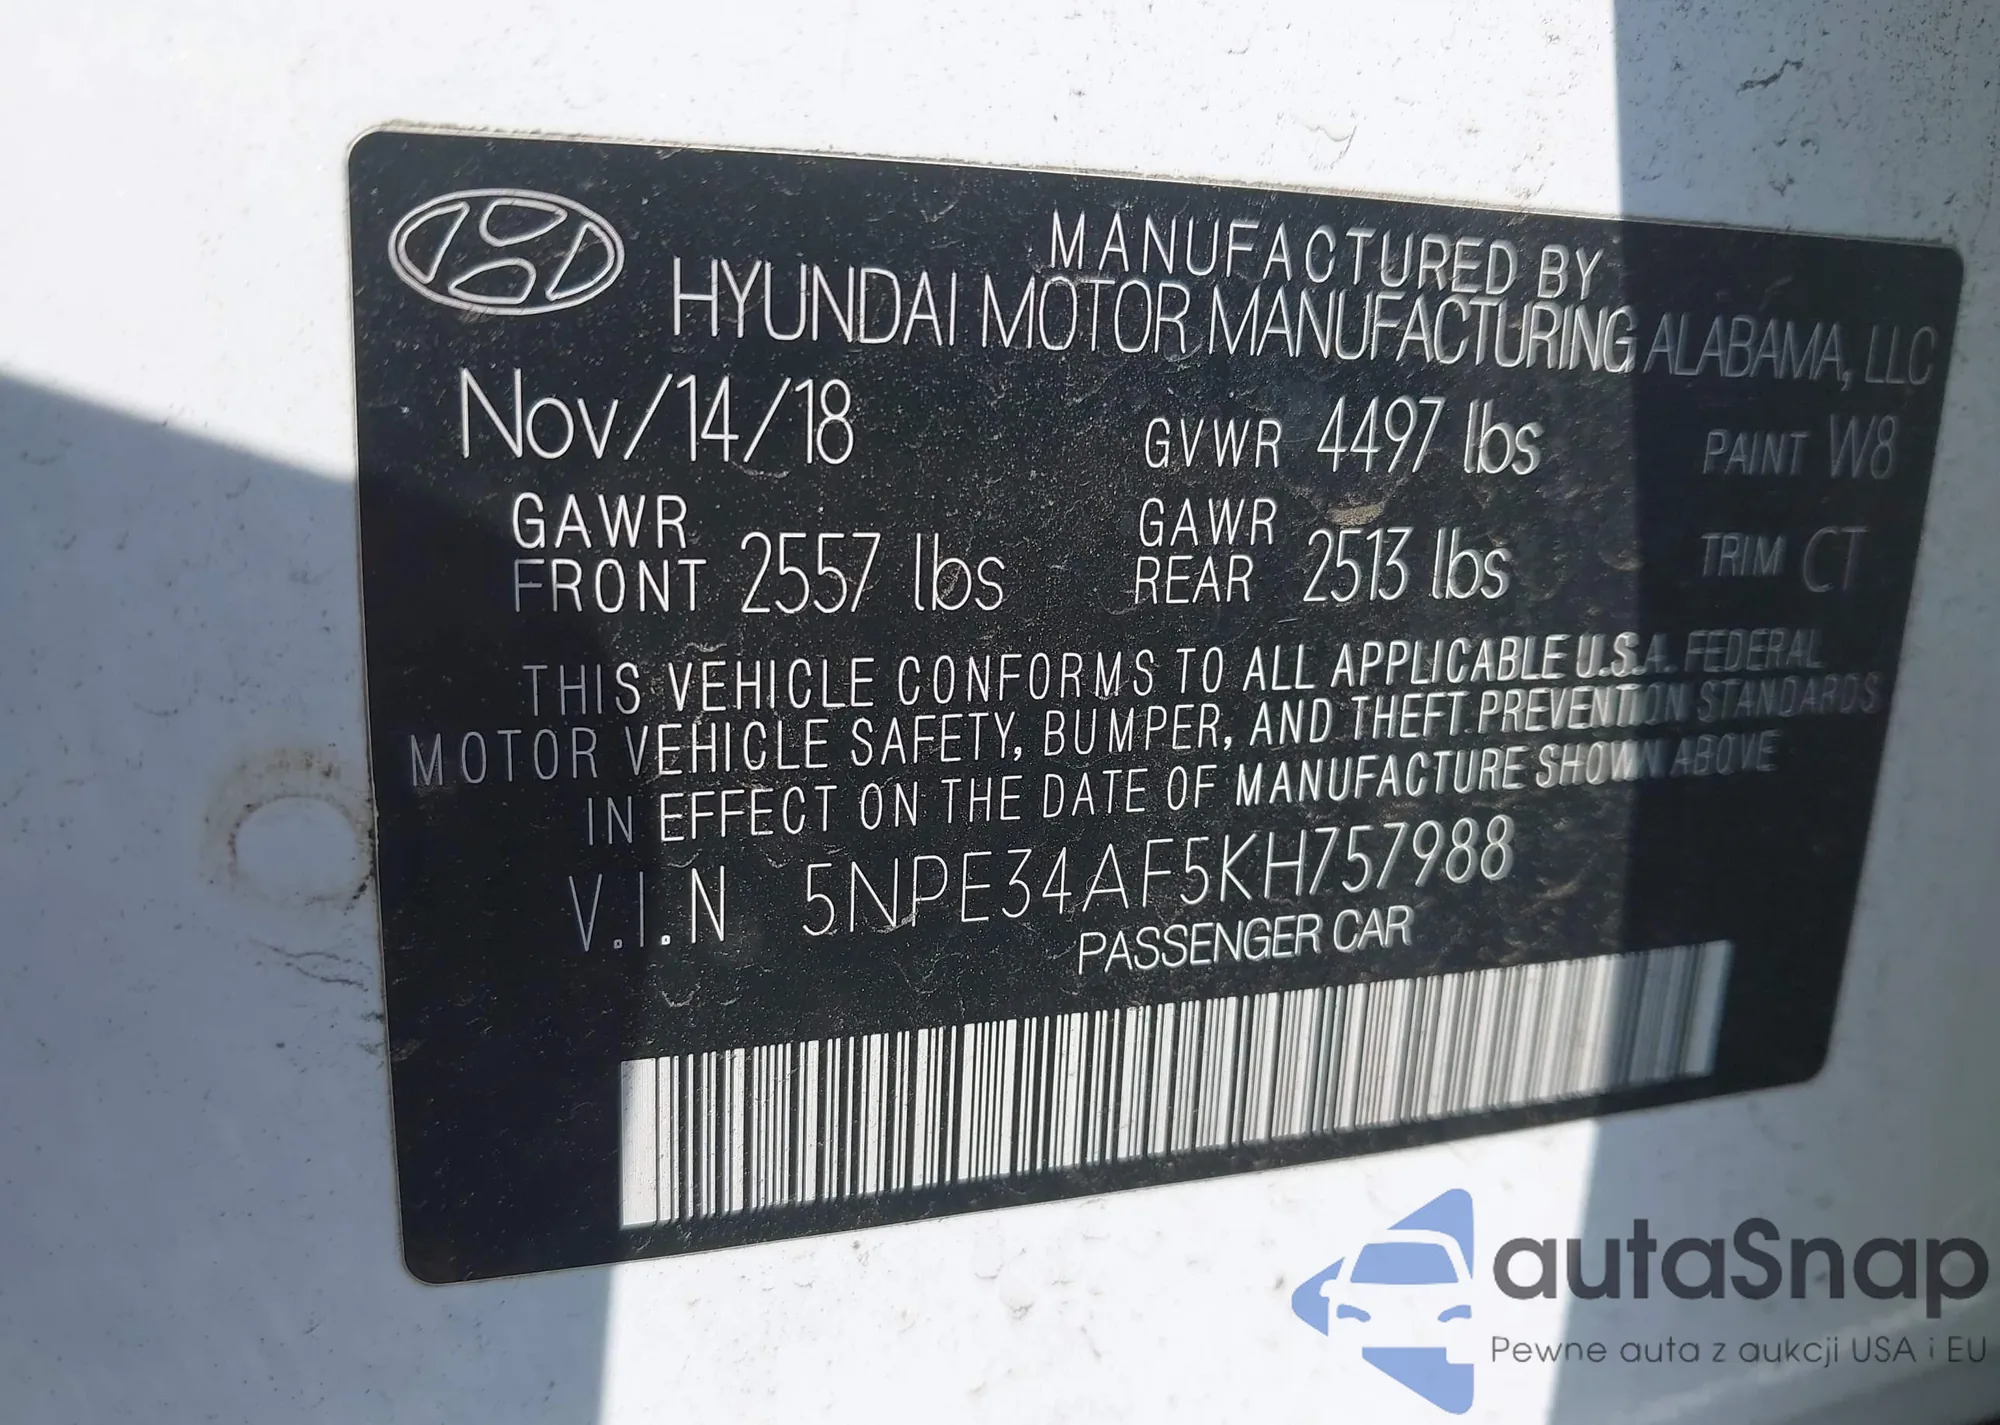 MANUFACTURED BY
HYUNDAI MOTOR MANUFACTURING ALABAMA, LLC
Nov/14/18 GVWR 4497 lbs PAINT W8
GAWR FRONT 2557 lbs GAWR REAR 2513 lbs TRIM CT
THIS VEHICLE CONFORMS TO ALL APPLICABLE U.S.A. FEDERAL
MOTOR VEHICLE SAFETY, BUMPER, AND THEFT PREVENTION STANDARDS
IN EFFECT ON THE DATE OF MANUFACTURE SHOWN ABOVE
V.I.N 5NPE34AF5KH757988
PASSENGER CAR
autaSnap
Pewne auta z aukcji USA i EU